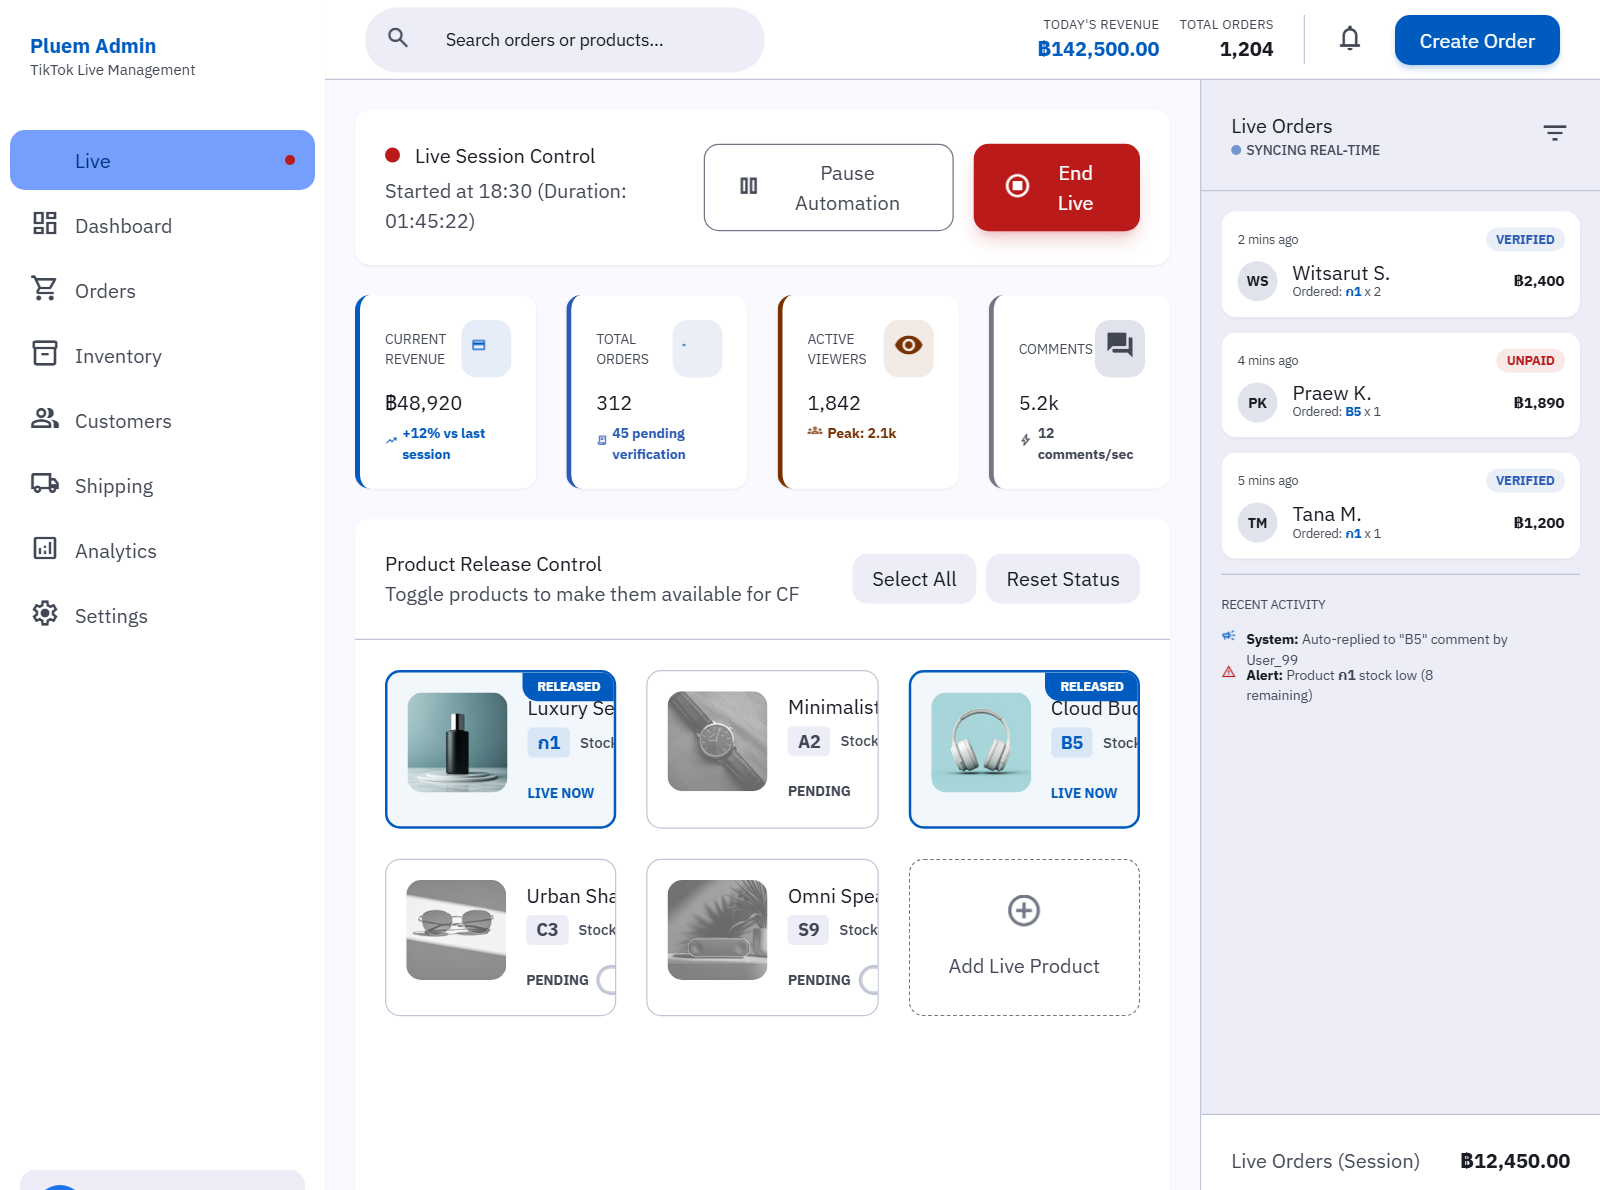 Pluem Admin
TikTok Live Management
Live
Dashboard
Orders
Inventory
Customers
Shipping
Analytics
Settings
Search orders or products...
TODAY'S REVENUE
฿142,500.00
TOTAL ORDERS
1,204
Create Order
Live Session Control
Started at 18:30 (Duration:
01:45:22)
Pause
Automation
End
Live
CURRENT
REVENUE
฿48,920
+12% vs last
session
TOTAL
ORDERS
312
45 pending
verification
ACTIVE
VIEWERS
1,842
Peak: 2.1k
COMMENTS
5.2k
12
comments/sec
Product Release Control
Toggle products to make them available for CF
Select All
Reset Status
RELEASED
Luxury Se
ก1 Stock
LIVE NOW
Minimalist
A2 Stock
PENDING
RELEASED
Cloud Bud
B5 Stock
LIVE NOW
Urban Sha
C3 Stock
PENDING
Omni Spea
S9 Stock
PENDING
Add Live Product
Live Orders
SYNCING REAL-TIME
2 mins ago
VERIFIED
WS
Witsarut S.
Ordered: ก1 x 2
฿2,400
4 mins ago
UNPAID
PK
Praew K.
Ordered: B5 x 1
฿1,890
5 mins ago
VERIFIED
TM
Tana M.
Ordered: ก1 x 1
฿1,200
RECENT ACTIVITY
System: Auto-replied to "B5" comment by
User_99
Alert: Product ก1 stock low (8
remaining)
Live Orders (Session)
฿12,450.00